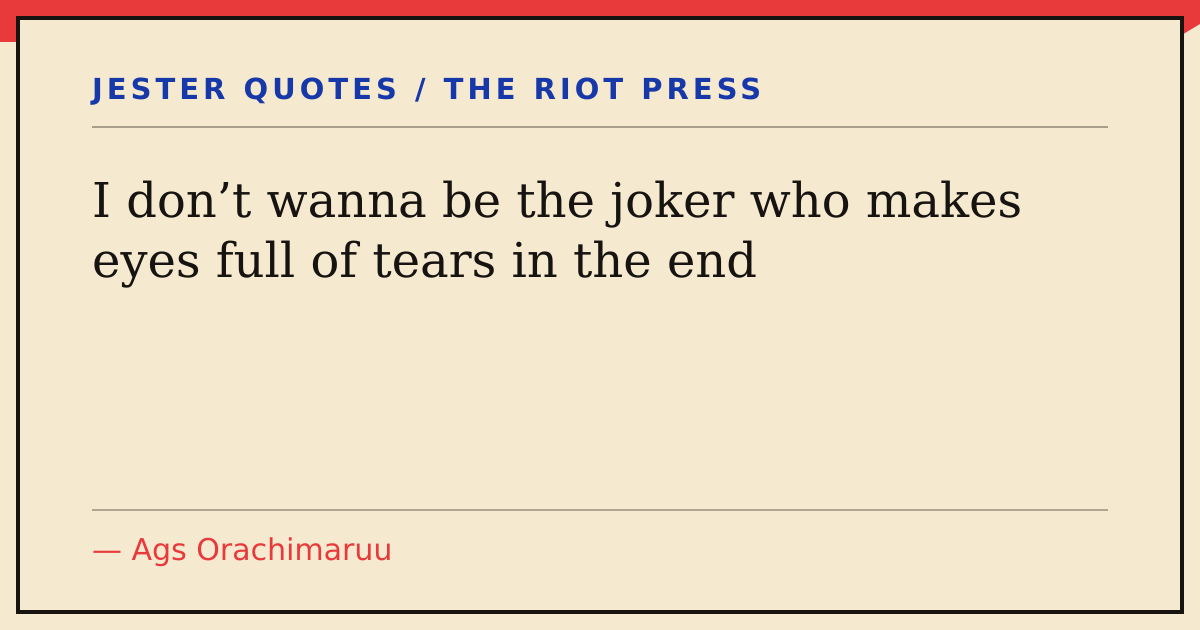 JESTER QUOTES / THE RIOT PRESS
I don’t wanna be the joker who makes
eyes full of tears in the end
— Ags Orachimaruu